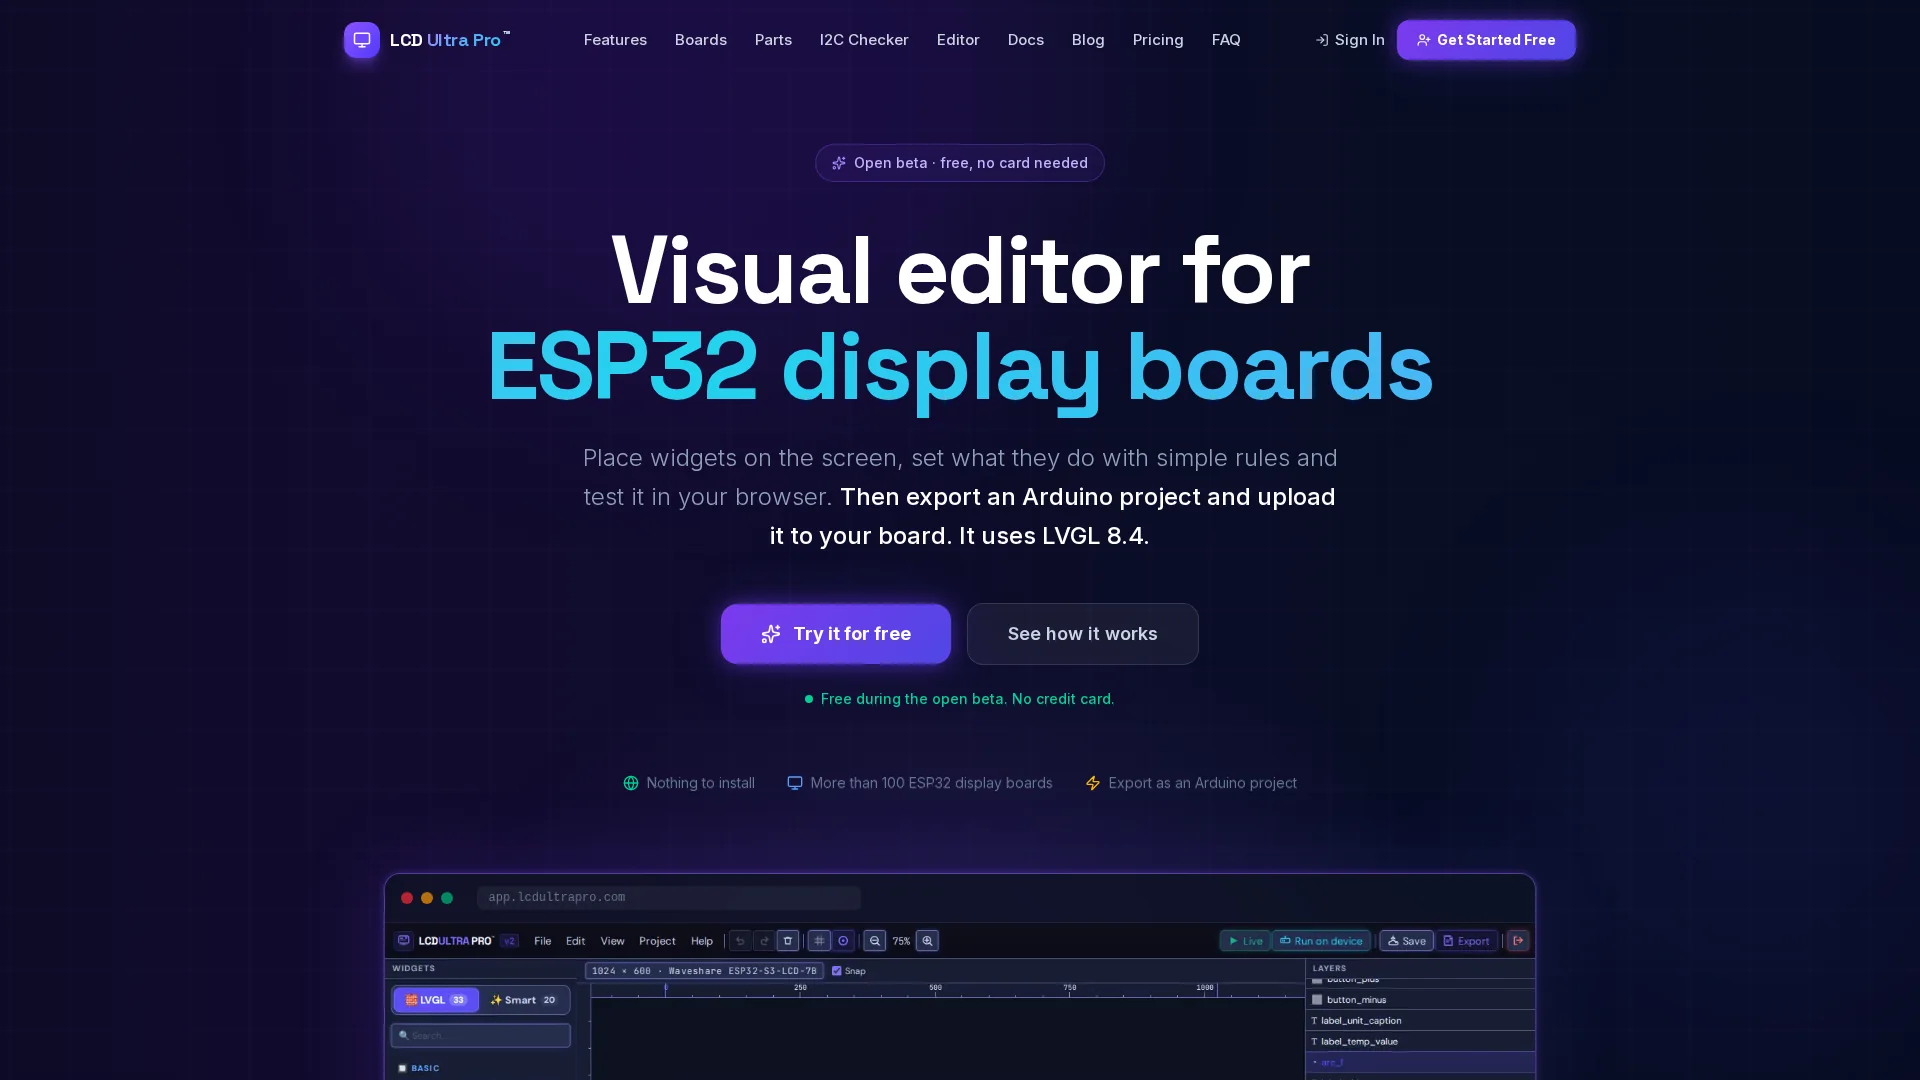 LCD Ultra Pro™
Features
Boards
Parts
I2C Checker
Editor
Docs
Blog
Pricing
FAQ
Sign In
Get Started Free
Open beta · free, no card needed
Visual editor for
ESP32 display boards
Place widgets on the screen, set what they do with simple rules and
test it in your browser. Then export an Arduino project and upload
it to your board. It uses LVGL 8.4.
Try it for free
See how it works
Free during the open beta. No credit card.
Nothing to install
More than 100 ESP32 display boards
Export as an Arduino project
app.lcdultrapro.com
LCDULTRA PRO™ v2
File
Edit
View
Project
Help
75%
Live
Run on device
Save
Export
WIDGETS
1024 × 600 · Waveshare ESP32-S3-LCD-7B
Snap
LAYERS
LVGL 33
Smart 20
0
250
500
750
1000
button_plus
button_minus
T label_unit_caption
T label_temp_value
arc_1
Search...
BASIC